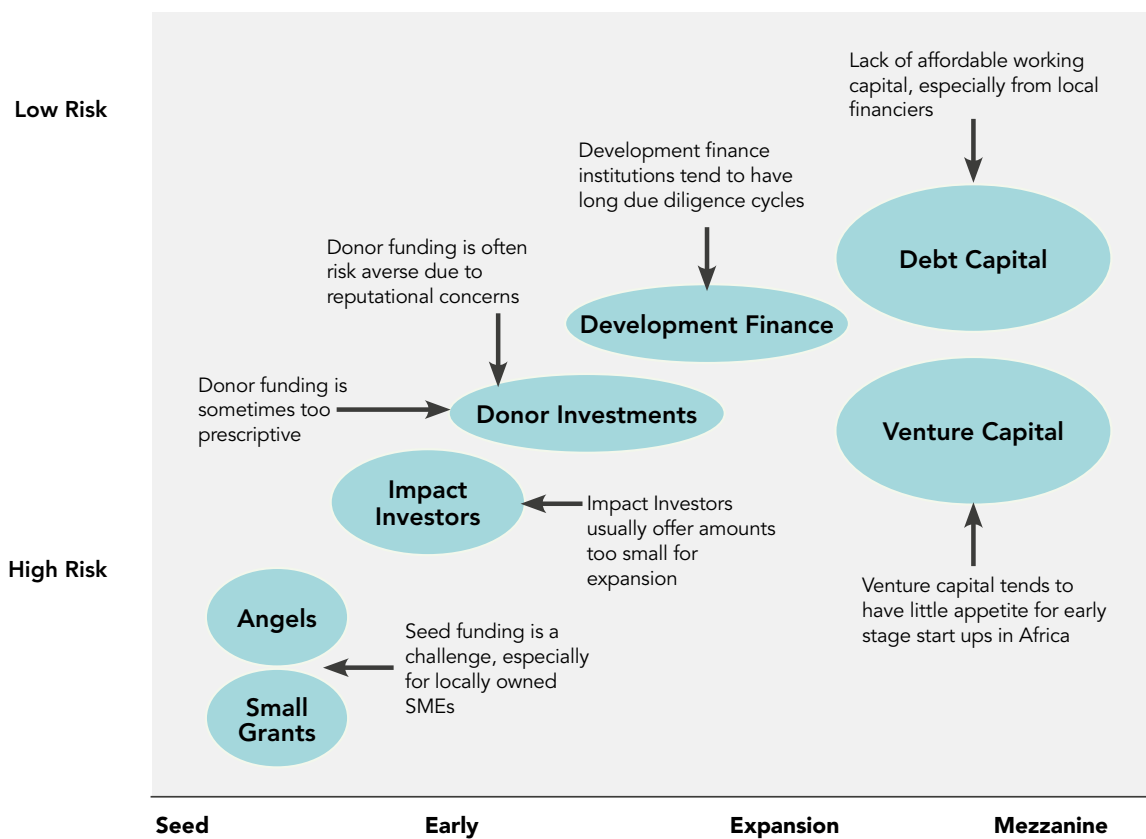 Low Risk
High Risk
Lack of affordable working
capital, especially from local
financiers
Debt Capital
Development finance
institutions tend to have
long due diligence cycles
Development Finance
Donor funding is often
risk averse due to
reputational concerns
Donor funding is
sometimes too
prescriptive
Donor Investments
Venture Capital
Venture capital tends to
have little appetite for early
stage start ups in Africa
Impact
Investors
Impact Investors
usually offer amounts
too small for
expansion
Angels
Small
Grants
Seed funding is a
challenge, especially
for locally owned
SMEs
Seed
Early
Expansion
Mezzanine